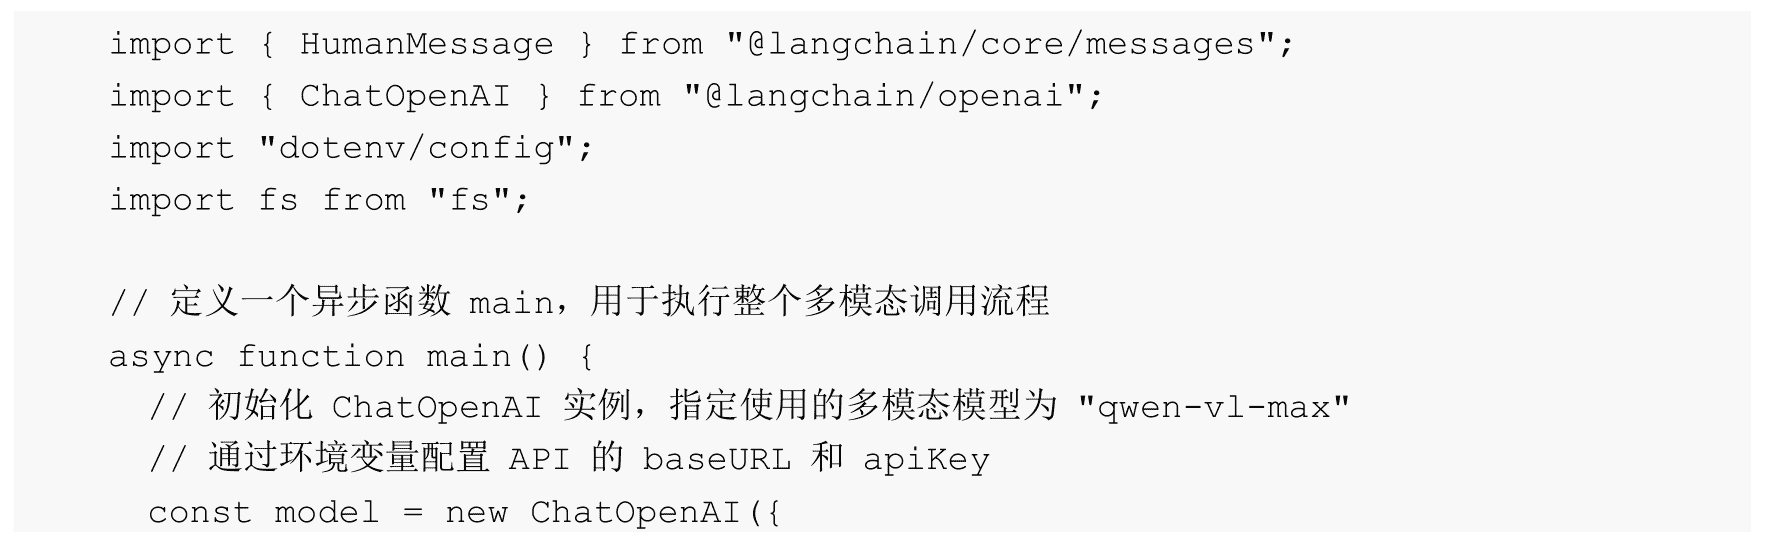 import { HumanMessage } from "@langchain/core/messages";
import { ChatOpenAI } from "@langchain/openai";
import "dotenv/config";
import fs from "fs";

// 定义一个异步函数 main，用于执行整个多模态调用流程
async function main() {
  // 初始化 ChatOpenAI 实例，指定使用的多模态模型为 "qwen-vl-max"
  // 通过环境变量配置 API 的 baseURL 和 apiKey
  const model = new ChatOpenAI({